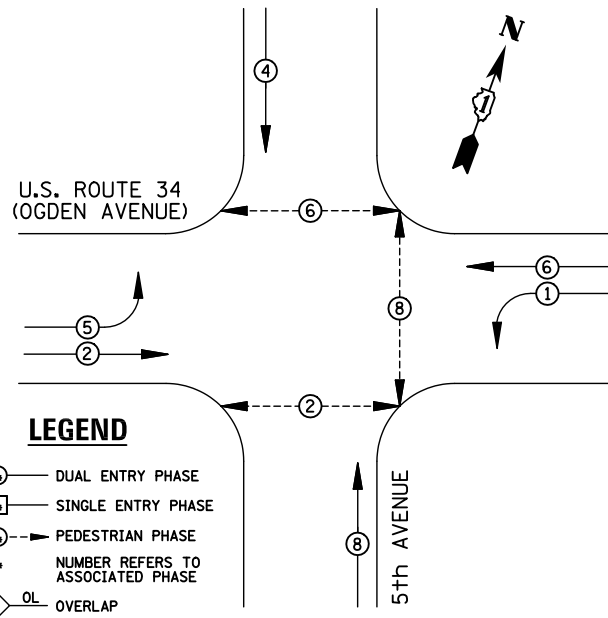 N
1
4
U.S. ROUTE 34
(OGDEN AVENUE)
6
6
1
8
5
2
2
LEGEND
DUAL ENTRY PHASE
SINGLE ENTRY PHASE
PEDESTRIAN PHASE
* NUMBER REFERS TO
ASSOCIATED PHASE
OL OVERLAP
8
5th AVENUE